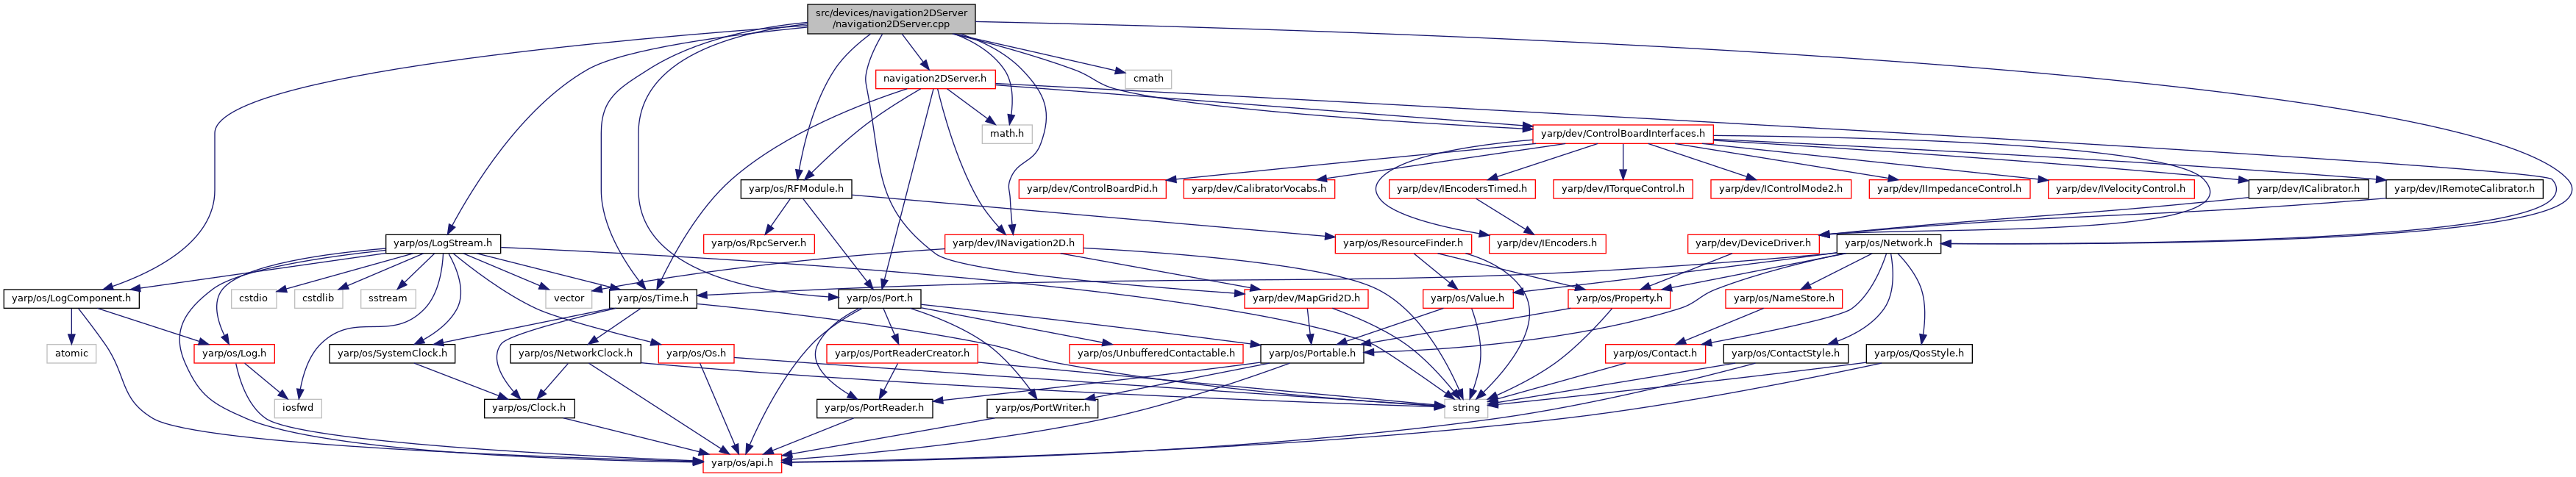 src/devices/navigation2DServer
/navigation2DServer.cpp
navigation2DServer.h
cmath
math.h
yarp/dev/ControlBoardInterfaces.h
yarp/os/RFModule.h
yarp/dev/ControlBoardPid.h
yarp/dev/CalibratorVocabs.h
yarp/dev/IEncodersTimed.h
yarp/dev/ITorqueControl.h
yarp/dev/IControlMode2.h
yarp/dev/IImpedanceControl.h
yarp/dev/IVelocityControl.h
yarp/dev/ICalibrator.h
yarp/dev/IRemoteCalibrator.h
yarp/os/LogStream.h
yarp/os/RpcServer.h
yarp/dev/INavigation2D.h
yarp/os/ResourceFinder.h
yarp/dev/IEncoders.h
yarp/dev/DeviceDriver.h
yarp/os/Network.h
yarp/os/LogComponent.h
cstdio
cstdlib
sstream
vector
yarp/os/Time.h
yarp/os/Port.h
yarp/dev/MapGrid2D.h
yarp/os/Value.h
yarp/os/Property.h
yarp/os/NameStore.h
atomic
yarp/os/Log.h
yarp/os/SystemClock.h
yarp/os/NetworkClock.h
yarp/os/Os.h
yarp/os/PortReaderCreator.h
yarp/os/UnbufferedContactable.h
yarp/os/Portable.h
yarp/os/Contact.h
yarp/os/ContactStyle.h
yarp/os/QosStyle.h
iosfwd
yarp/os/Clock.h
yarp/os/PortReader.h
yarp/os/PortWriter.h
string
yarp/os/api.h